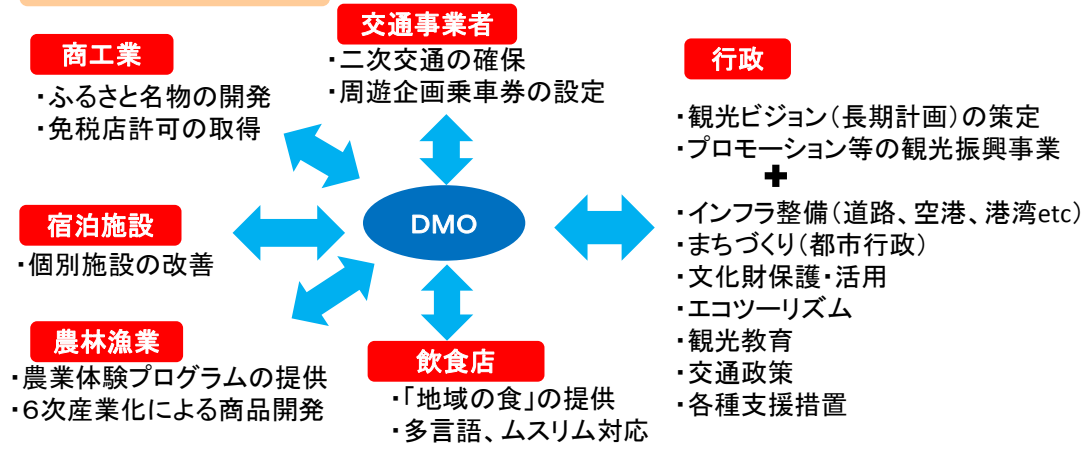 交通事業者
・二次交通の確保
・周遊企画乗車券の設定
商工業
・ふるさと名物の開発
・免税店許可の取得
宿泊施設
・個別施設の改善
農林漁業
・農業体験プログラムの提供
・6次産業化による商品開発
DMO
飲食店
・「地域の食」の提供
・多言語、ムスリム対応
行政
・観光ビジョン(長期計画)の策定
・プロモーション等の観光振興事業
+
・インフラ整備(道路、空港、港湾etc)
・まちづくり(都市行政)
・文化財保護・活用
・エコツーリズム
・観光教育
・交通政策
・各種支援措置